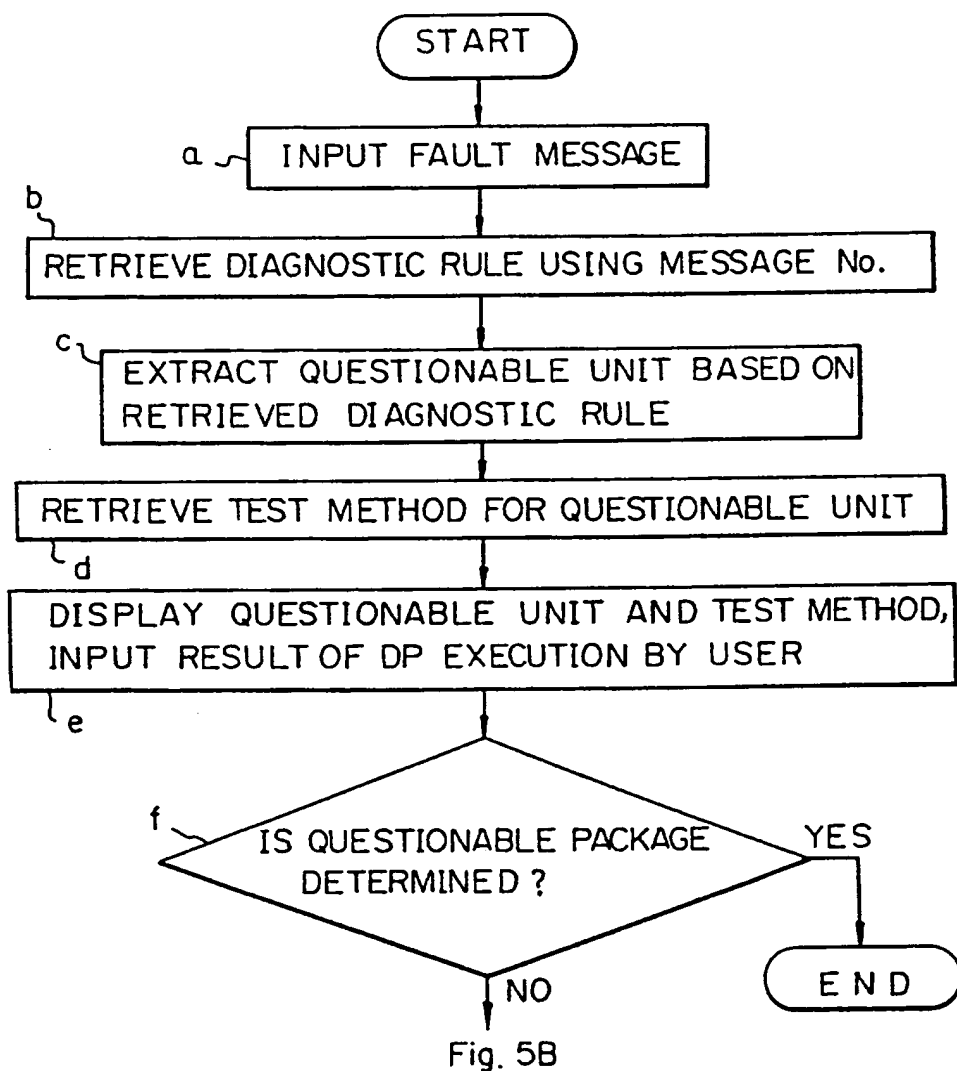 START
a
INPUT FAULT MESSAGE
b
RETRIEVE DIAGNOSTIC RULE USING MESSAGE No.
c
EXTRACT QUESTIONABLE UNIT BASED ON
RETRIEVED DIAGNOSTIC RULE
RETRIEVE TEST METHOD FOR QUESTIONABLE UNIT
d
DISPLAY QUESTIONABLE UNIT AND TEST METHOD,
INPUT RESULT OF DP EXECUTION BY USER
e
f
IS QUESTIONABLE PACKAGE
DETERMINED ?
YES
END
NO
Fig. 5B